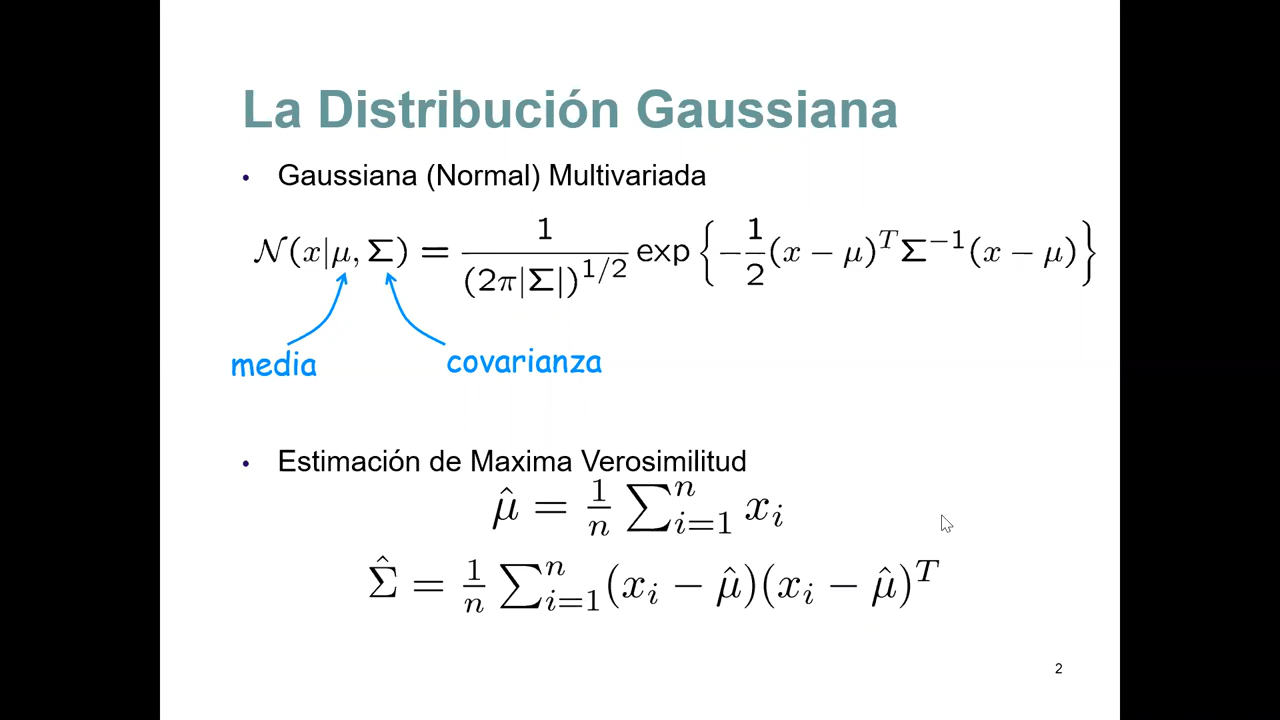 La Distribución Gaussiana
• Gaussiana (Normal) Multivariada
𝒩(x|μ, Σ) = 1/(2π|Σ|)^{1/2} exp{−1/2 (x − μ)^T Σ^{−1} (x − μ)}
media covarianza
• Estimación de Maxima Verosimilitud
μ̂ = 1/n ∑_{i=1}^{n} x_i
Σ̂ = 1/n ∑_{i=1}^{n} (x_i − μ̂)(x_i − μ̂)^T
2